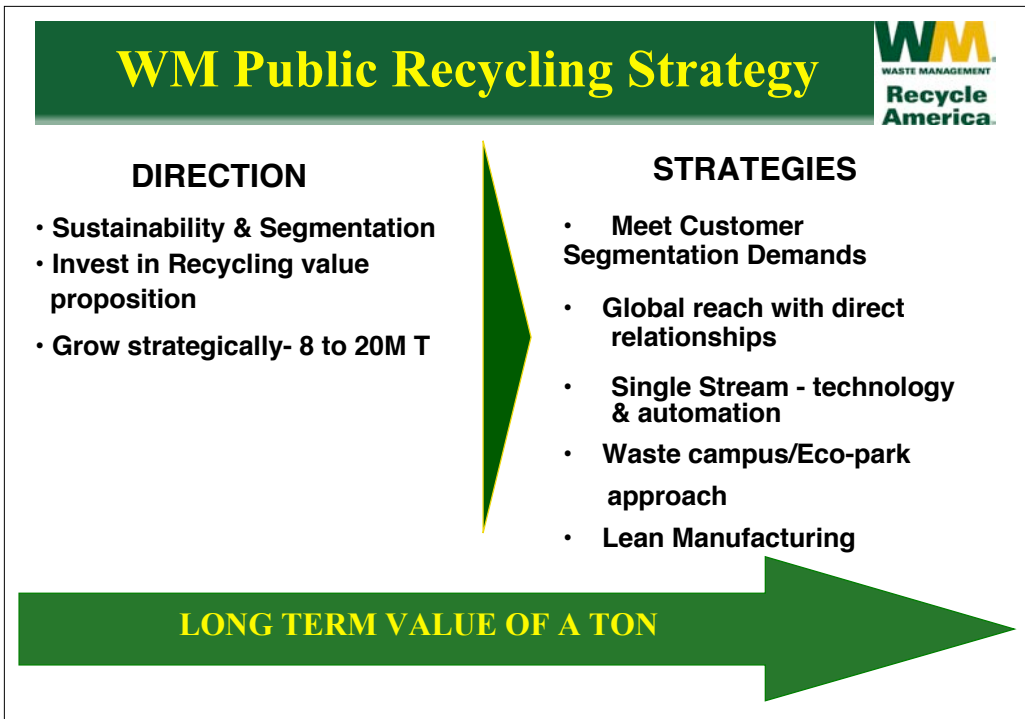 WM Public Recycling Strategy
WM
WASTE MANAGEMENT
Recycle
America
DIRECTION
• Sustainability & Segmentation
• Invest in Recycling value
proposition
• Grow strategically- 8 to 20M T
STRATEGIES
• Meet Customer
Segmentation Demands
• Global reach with direct
relationships
• Single Stream - technology
& automation
• Waste campus/Eco-park
approach
• Lean Manufacturing
LONG TERM VALUE OF A TON